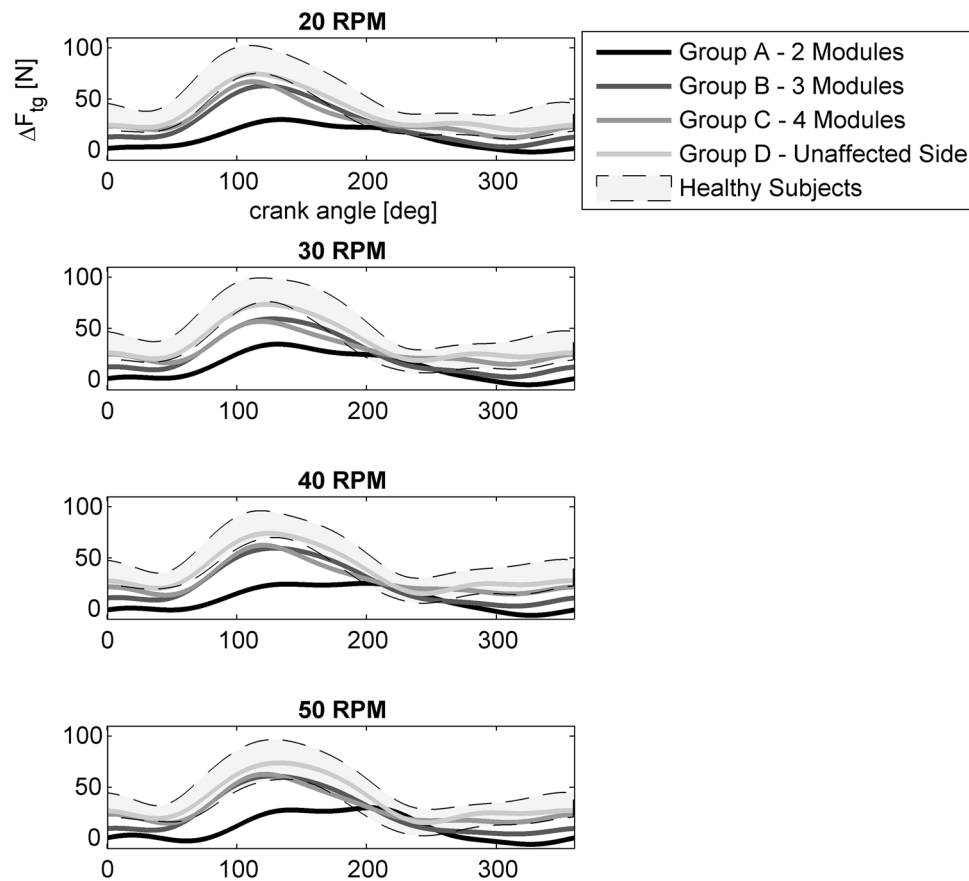 20 RPM
100
50
0
ΔF_tg [N]
0 100 200 300
crank angle [deg]
Group A - 2 Modules
Group B - 3 Modules
Group C - 4 Modules
Group D - Unaffected Side
Healthy Subjects
30 RPM
100
50
0
0 100 200 300
40 RPM
100
50
0
0 100 200 300
50 RPM
100
50
0
0 100 200 300